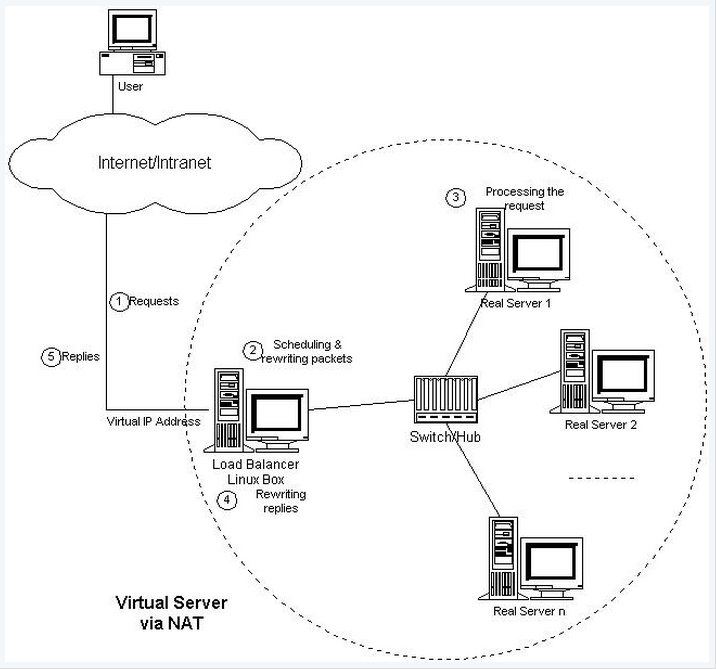 User
Internet/Intranet
3
Processing the
request
Real Server 1
1
Requests
2
Scheduling &
rewriting packets
5
Replies
Virtual IP Address
Switch/Hub
Real Server 2
Load Balancer
Linux Box
4
Rewriting
replies
Real Server n
Virtual Server
via NAT